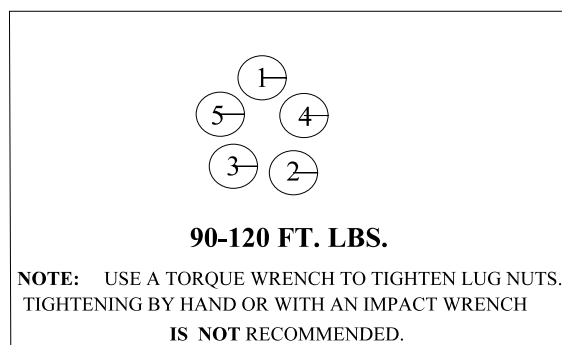 1
5 4
3 2
90-120 FT. LBS.
NOTE: USE A TORQUE WRENCH TO TIGHTEN LUG NUTS.
TIGHTENING BY HAND OR WITH AN IMPACT WRENCH
IS NOT RECOMMENDED.